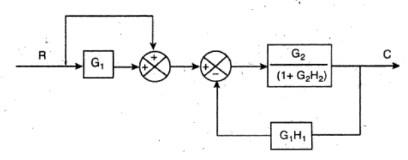 R
G₁
+
+
+
−
G₂
(1+ G₂H₂)
C
G₁H₁